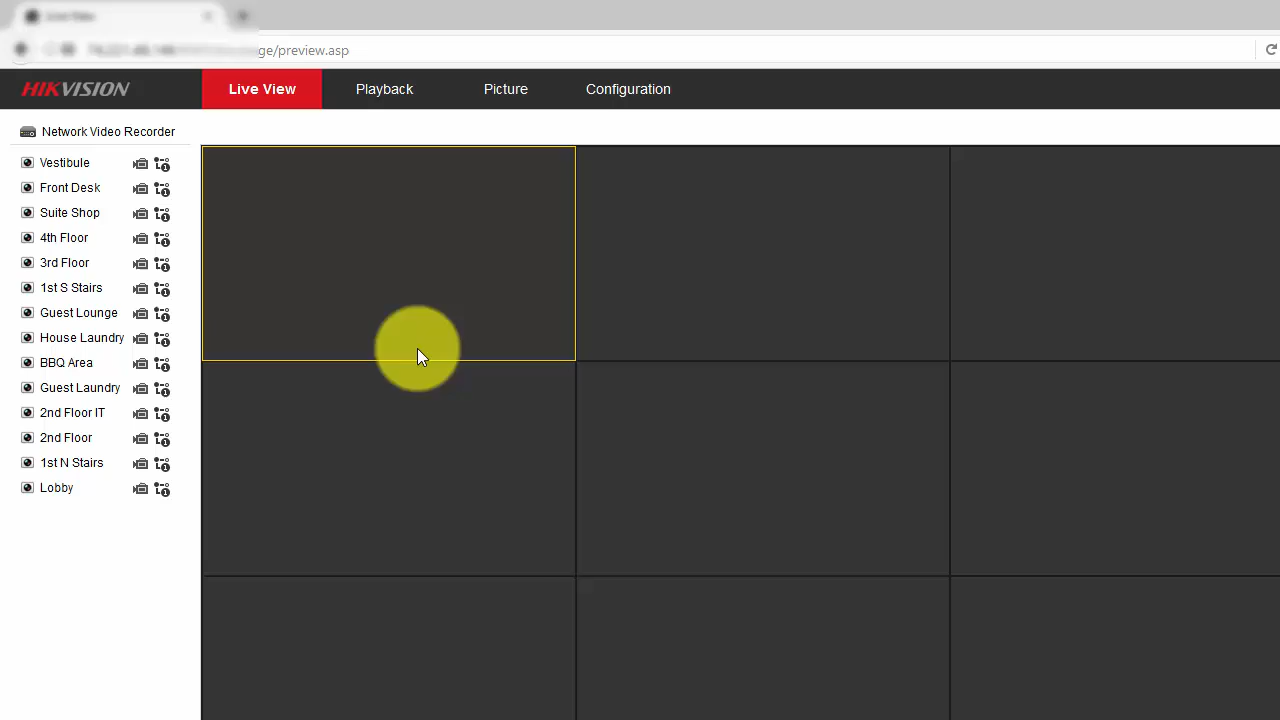 ge/preview.asp
HIKVISION
Live View
Playback
Picture
Configuration
Network Video Recorder
Vestibule
Front Desk
Suite Shop
4th Floor
3rd Floor
1st S Stairs
Guest Lounge
House Laundry
BBQ Area
Guest Laundry
2nd Floor IT
2nd Floor
1st N Stairs
Lobby